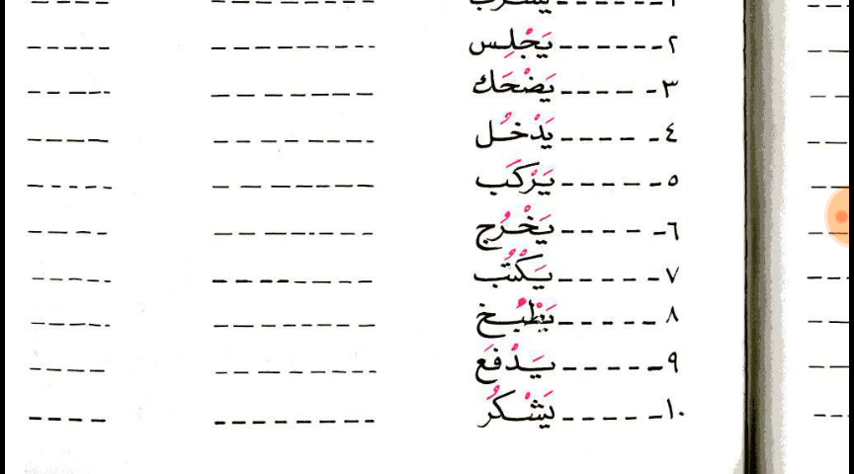 ٢- ------ يَجْلِس
٣- ----- يَضْحَك
٤- ----- يَدْخُل
٥- ----- يَرْكَب
٦- ----- يَخْرُج
٧- ----- يَكْتُب
٨ ----- يَطْبُخ
٩- ----- يَدْفَع
١٠- ----- يَشْكُر